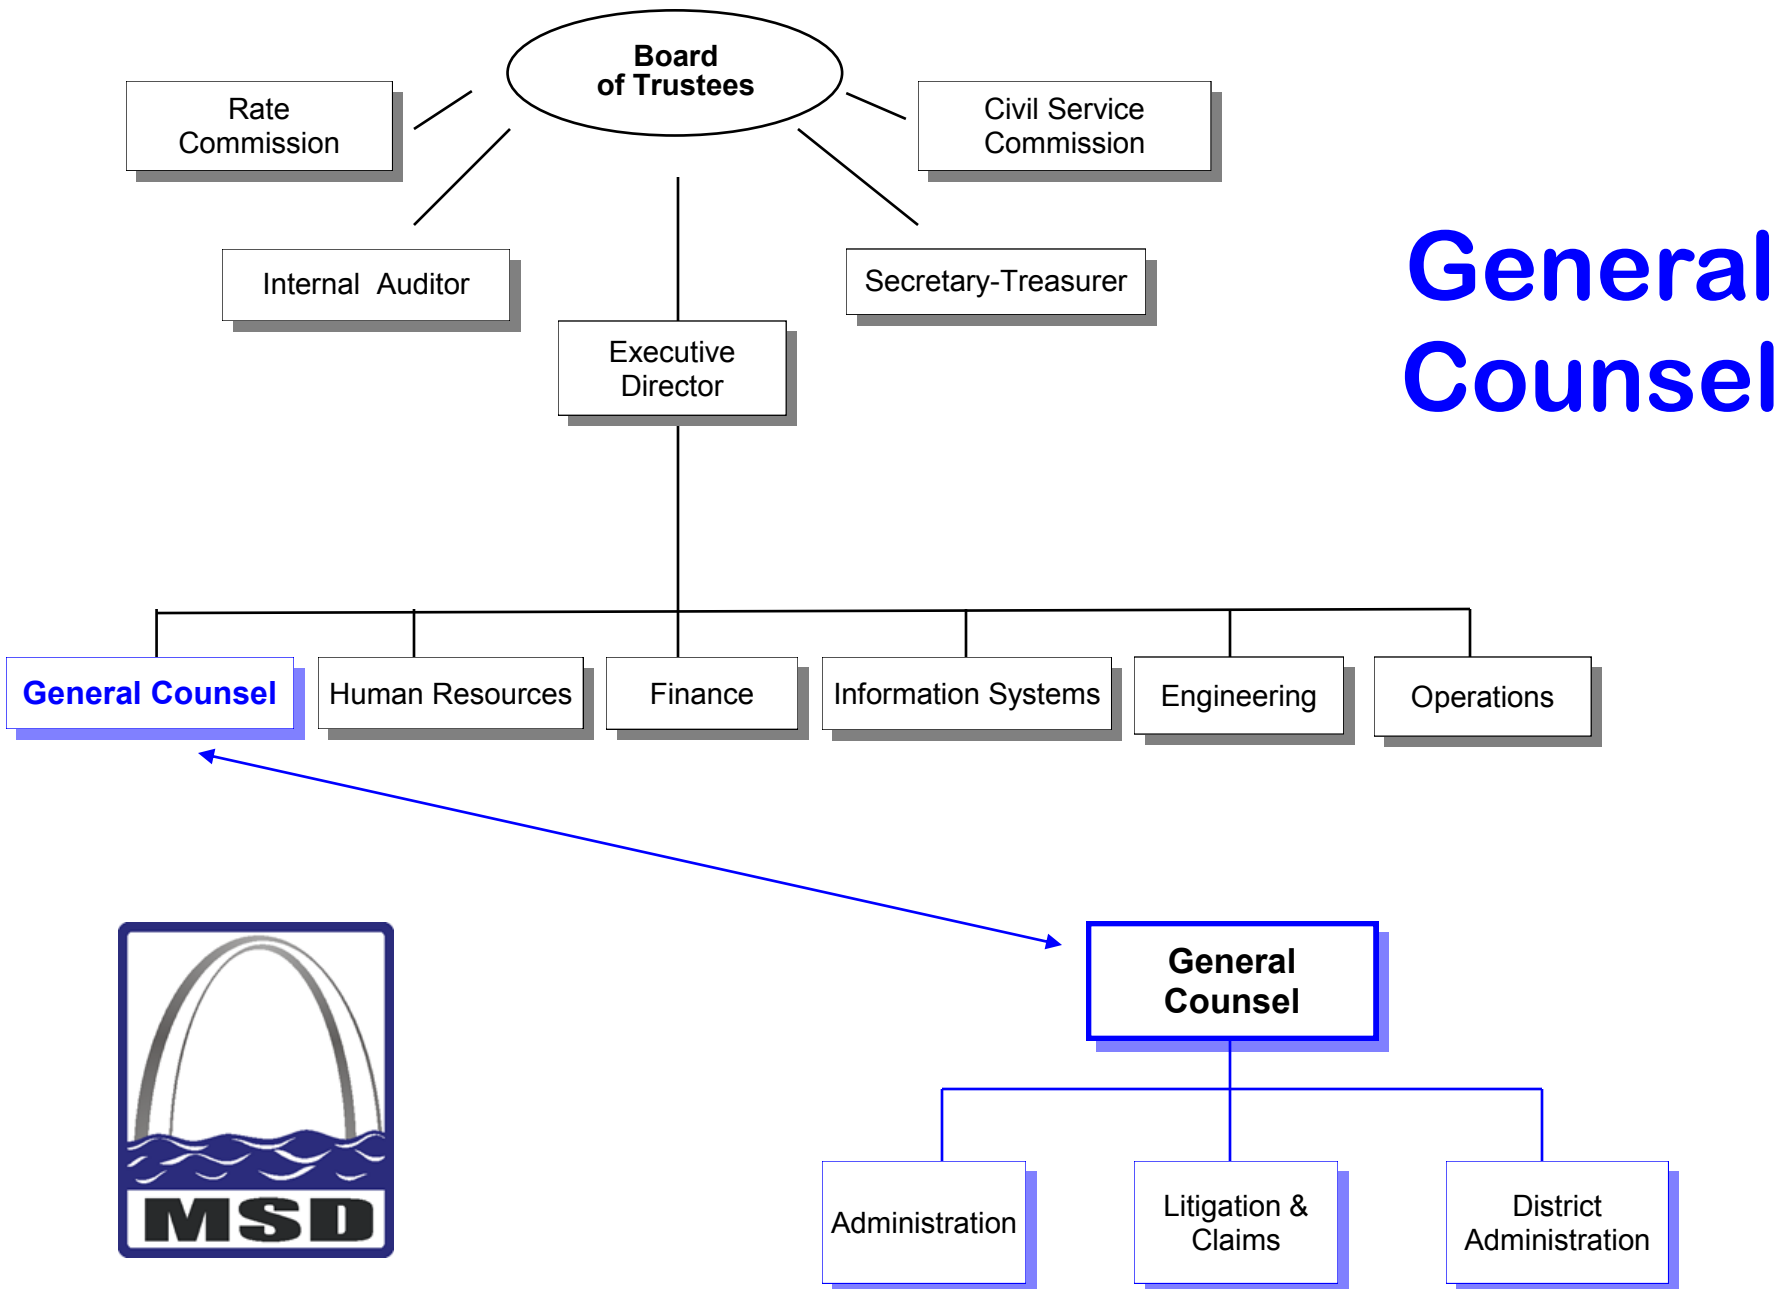 Board
of Trustees
Rate
Commission
Civil Service
Commission
Internal Auditor
Secretary-Treasurer
Executive
Director
General
Counsel
General Counsel
Human Resources
Finance
Information Systems
Engineering
Operations
General
Counsel
MSD
Administration
Litigation &
Claims
District
Administration